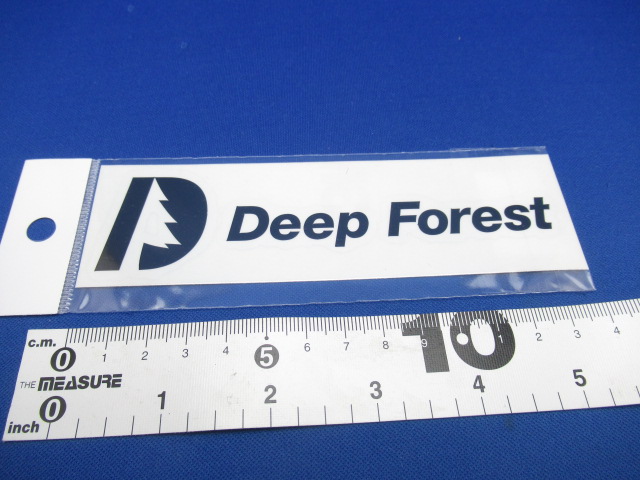 D Deep Forest
c.m. 0 1 2 3 4 5 6 7 8 9 10 1 2 3 4
THE MEASURE
inch 0 1 2 3 4 5